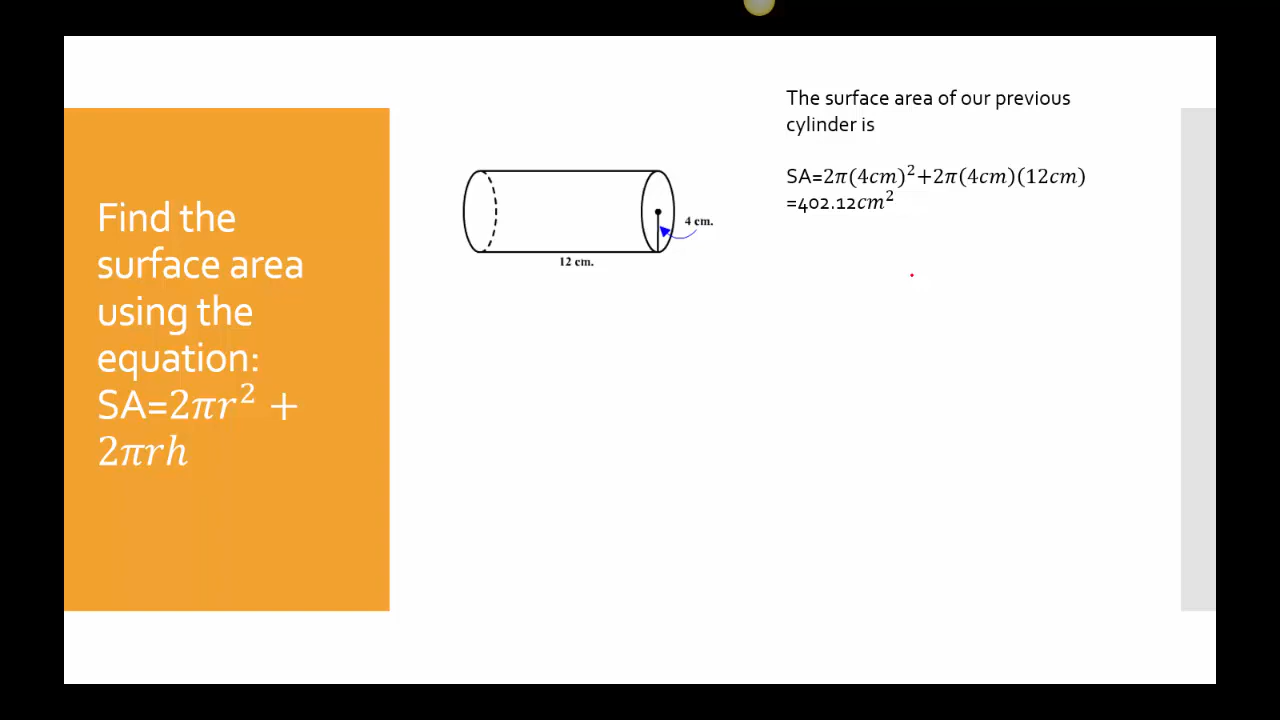 Find the
surface area
using the
equation:
SA=2𝜋𝑟² +
2𝜋𝑟ℎ
4 cm.
12 cm.
The surface area of our previous
cylinder is
SA=2𝜋(4𝑐𝑚)²+2𝜋(4𝑐𝑚)(12𝑐𝑚)
=402.12𝑐𝑚²